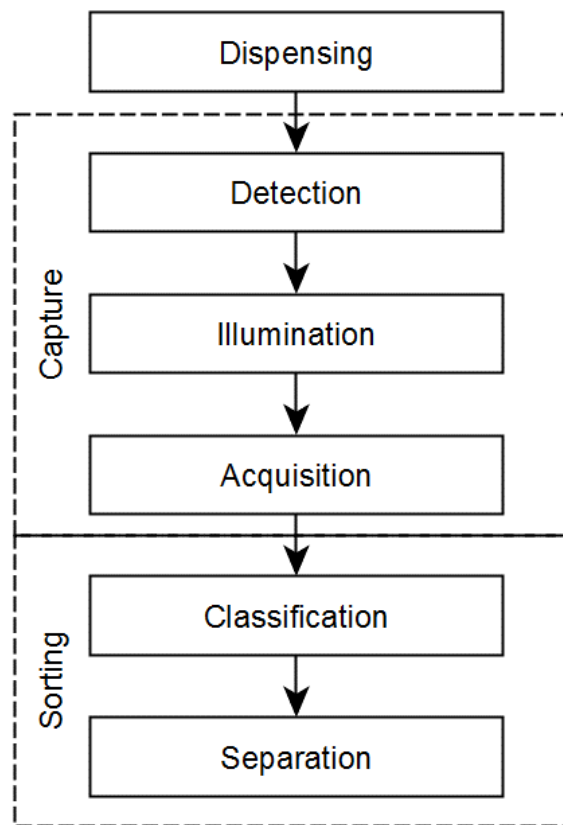 Dispensing
Capture
Detection
Illumination
Acquisition
Sorting
Classification
Separation